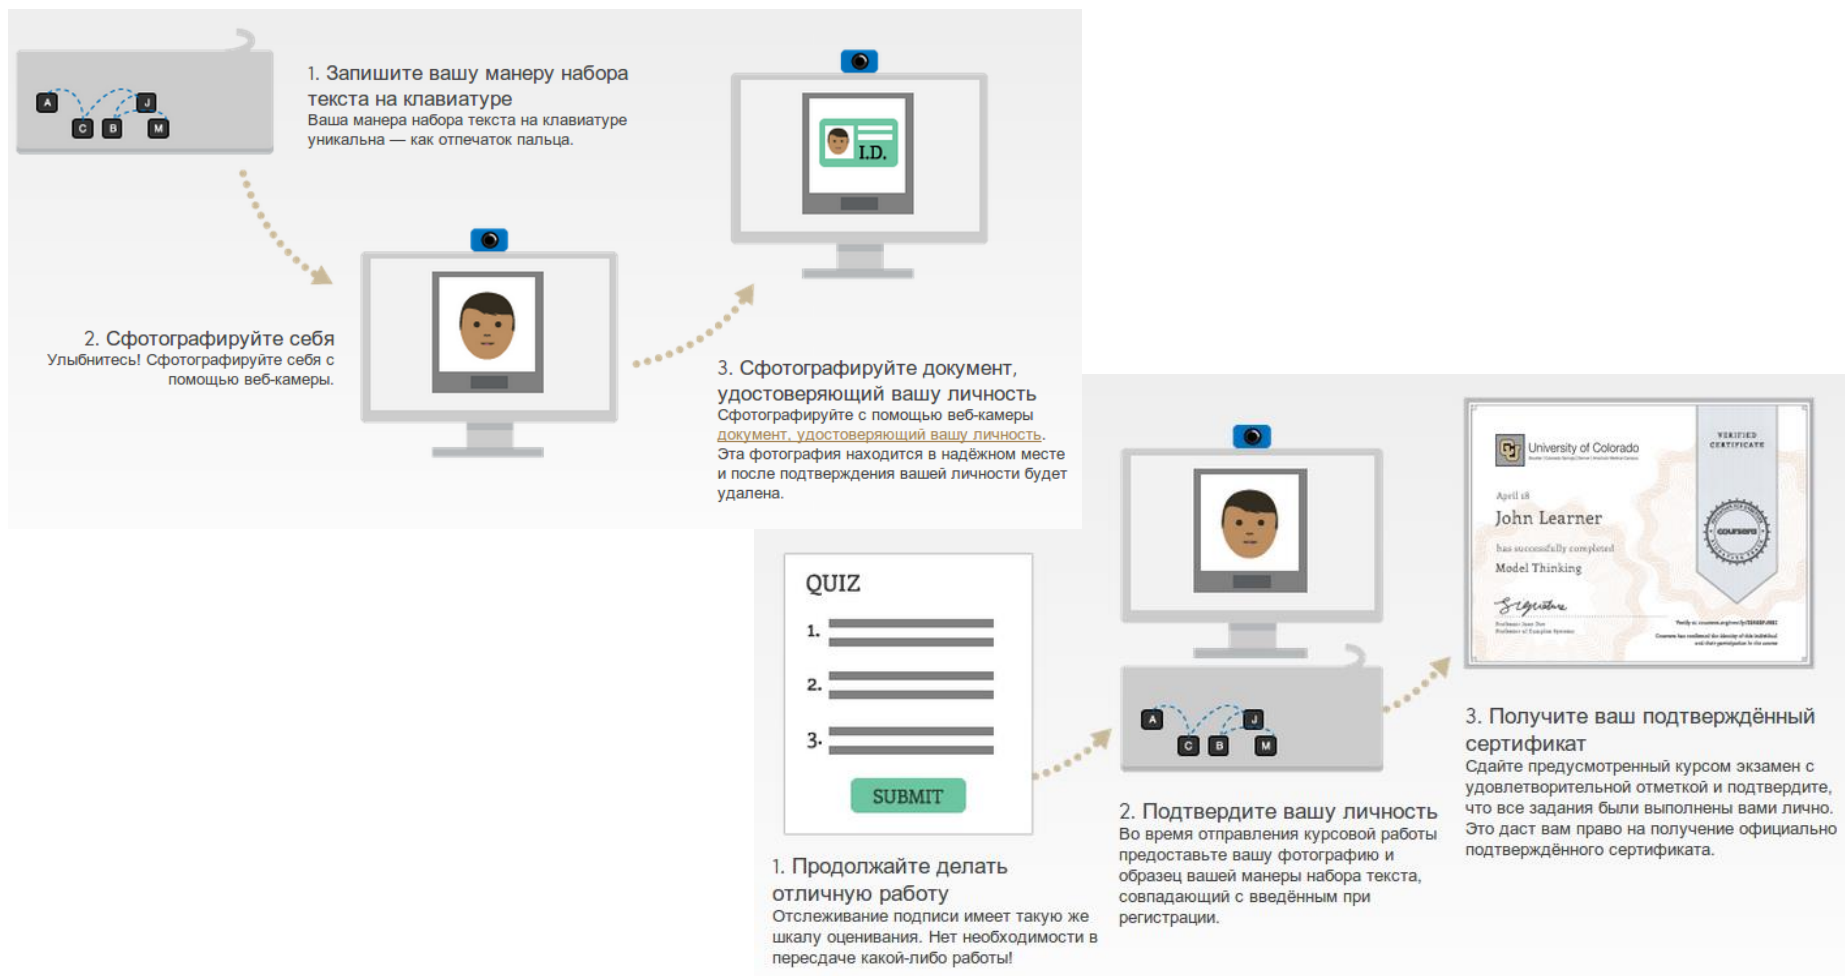 A
J
C
B
M
1. Запишите вашу манеру набора
текста на клавиатуре
Ваша манера набора текста на клавиатуре
уникальна — как отпечаток пальца.
2. Сфотографируйте себя
Улыбнитесь! Сфотографируйте себя с
помощью веб-камеры.
I.D.
3. Сфотографируйте документ,
удостоверяющий вашу личность
Сфотографируйте с помощью веб-камеры
документ, удостоверяющий вашу личность.
Эта фотография находится в надёжном месте
и после подтверждения вашей личности будет
удалена.
QUIZ
1.
2.
3.
SUBMIT
1. Продолжайте делать
отличную работу
Отслеживание подписи имеет такую же
шкалу оценивания. Нет необходимости в
пересдаче какой-либо работы!
A
J
C
B
M
2. Подтвердите вашу личность
Во время отправления курсовой работы
предоставьте вашу фотографию и
образец вашей манеры набора текста,
совпадающий с введённым при
регистрации.
University of Colorado
VERIFIED
CERTIFICATE
April 18
John Learner
has successfully completed
Model Thinking
coursera
Signature
3. Получите ваш подтверждённый
сертификат
Сдайте предусмотренный курсом экзамен с
удовлетворительной отметкой и подтвердите,
что все задания были выполнены вами лично.
Это даст вам право на получение официально
подтверждённого сертификата.